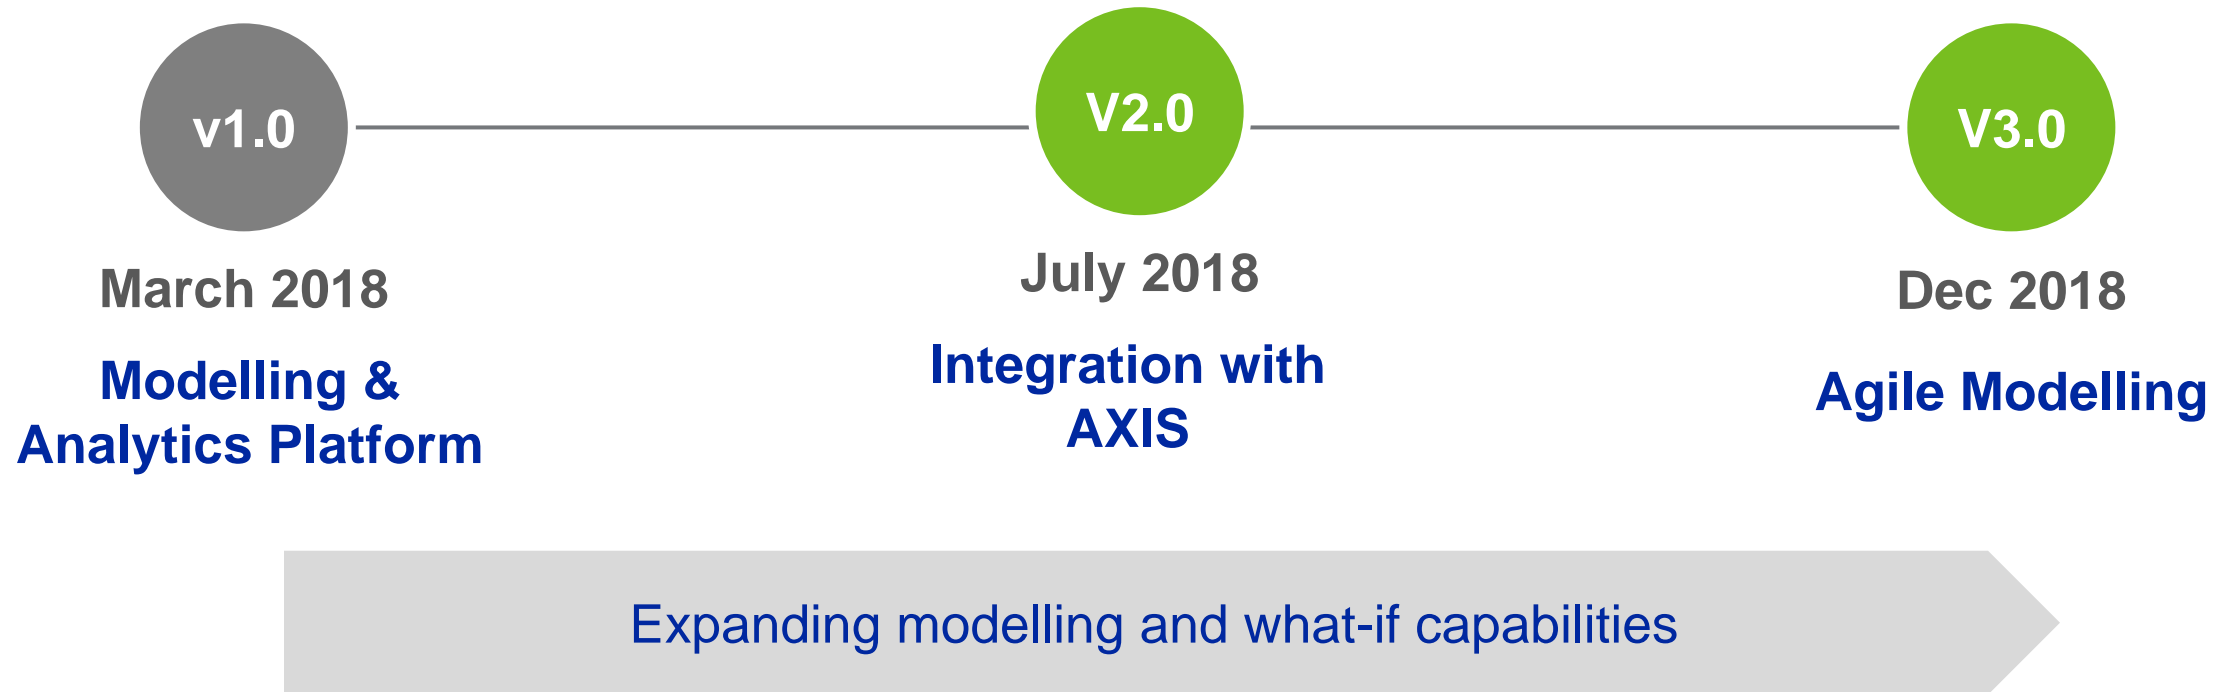 v1.0
March 2018
Modelling &
Analytics Platform
V2.0
July 2018
Integration with
AXIS
V3.0
Dec 2018
Agile Modelling
Expanding modelling and what-if capabilities